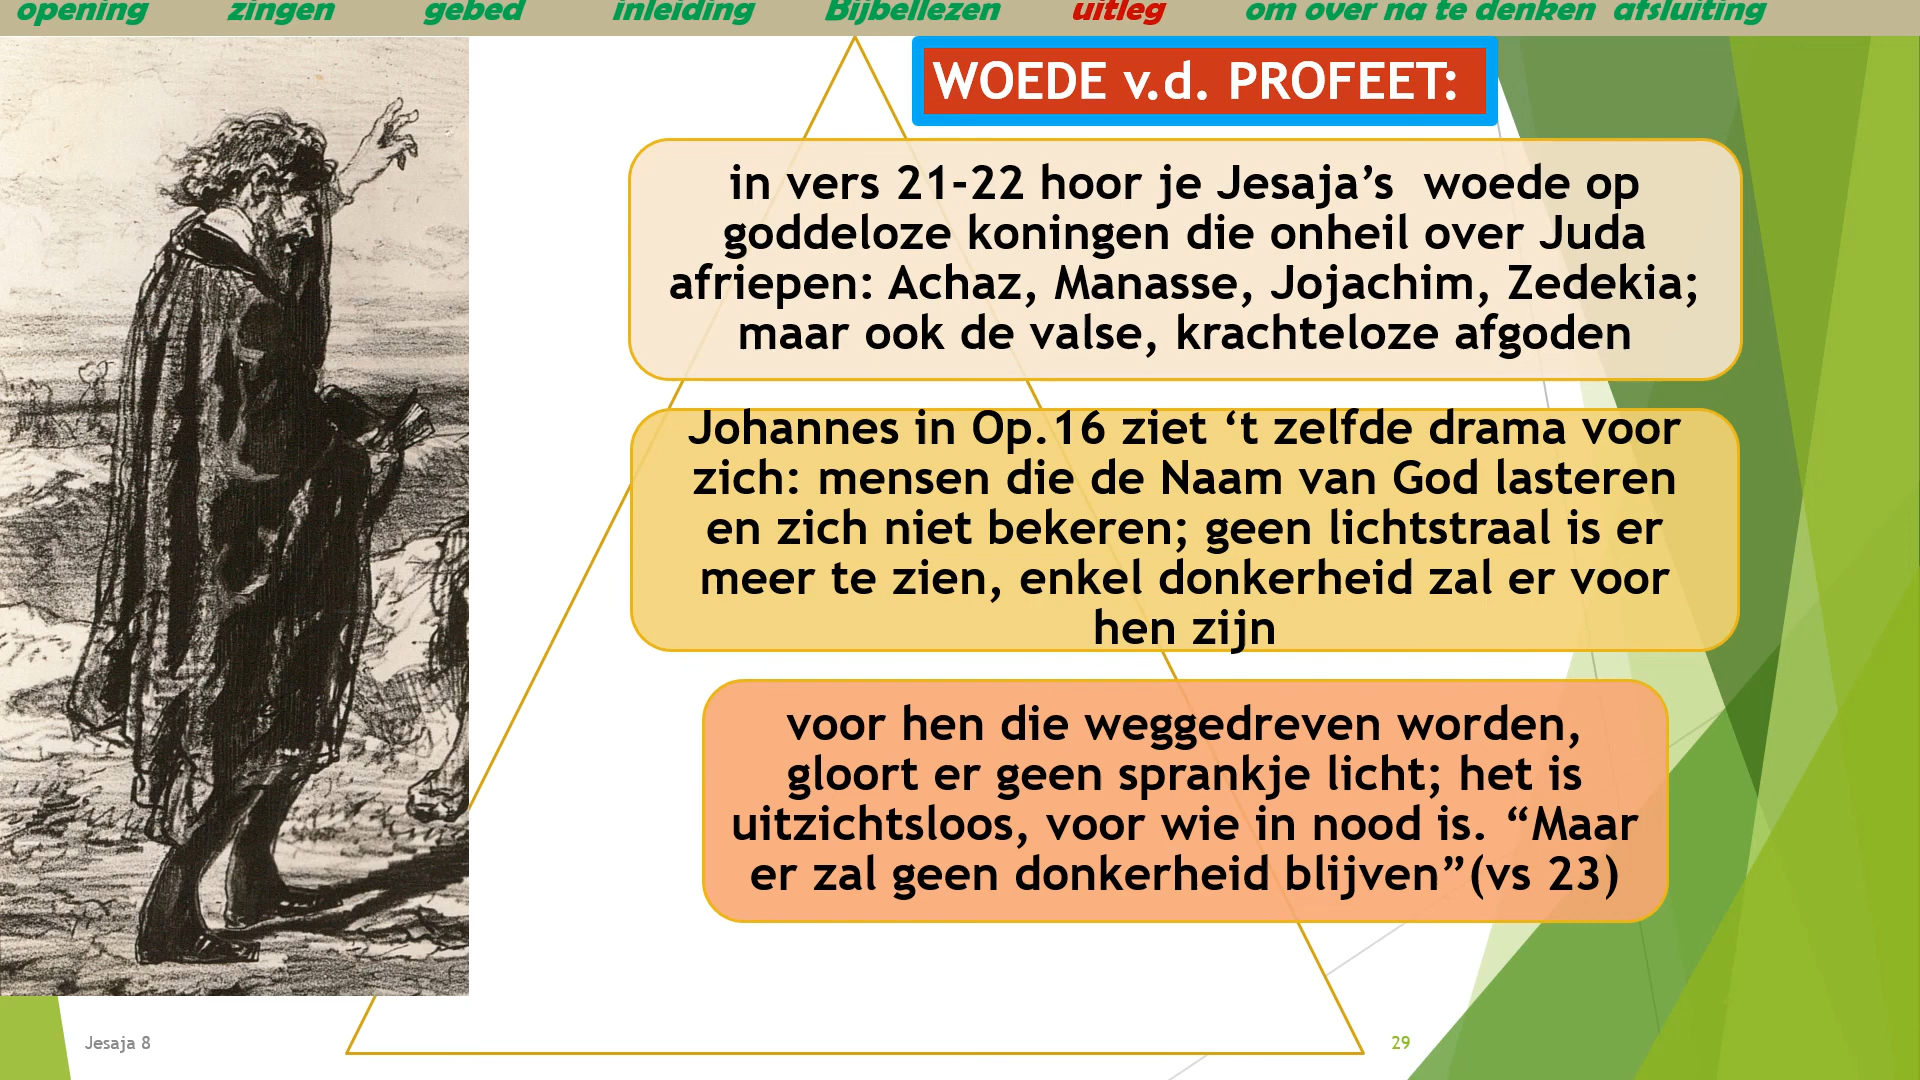 opening zingen gebed inleiding Bijbellezen uitleg om over na te denken afsluiting
WOEDE v.d. PROFEET:
in vers 21-22 hoor je Jesaja’s woede op
goddeloze koningen die onheil over Juda
afriepen: Achaz, Manasse, Jojachim, Zedekia;
maar ook de valse, krachteloze afgoden
Johannes in Op.16 ziet ‘t zelfde drama voor
zich: mensen die de Naam van God lasteren
en zich niet bekeren; geen lichtstraal is er
meer te zien, enkel donkerheid zal er voor
hen zijn
voor hen die weggedreven worden,
gloort er geen sprankje licht; het is
uitzichtsloos, voor wie in nood is. “Maar
er zal geen donkerheid blijven”(vs 23)
Jesaja 8
29